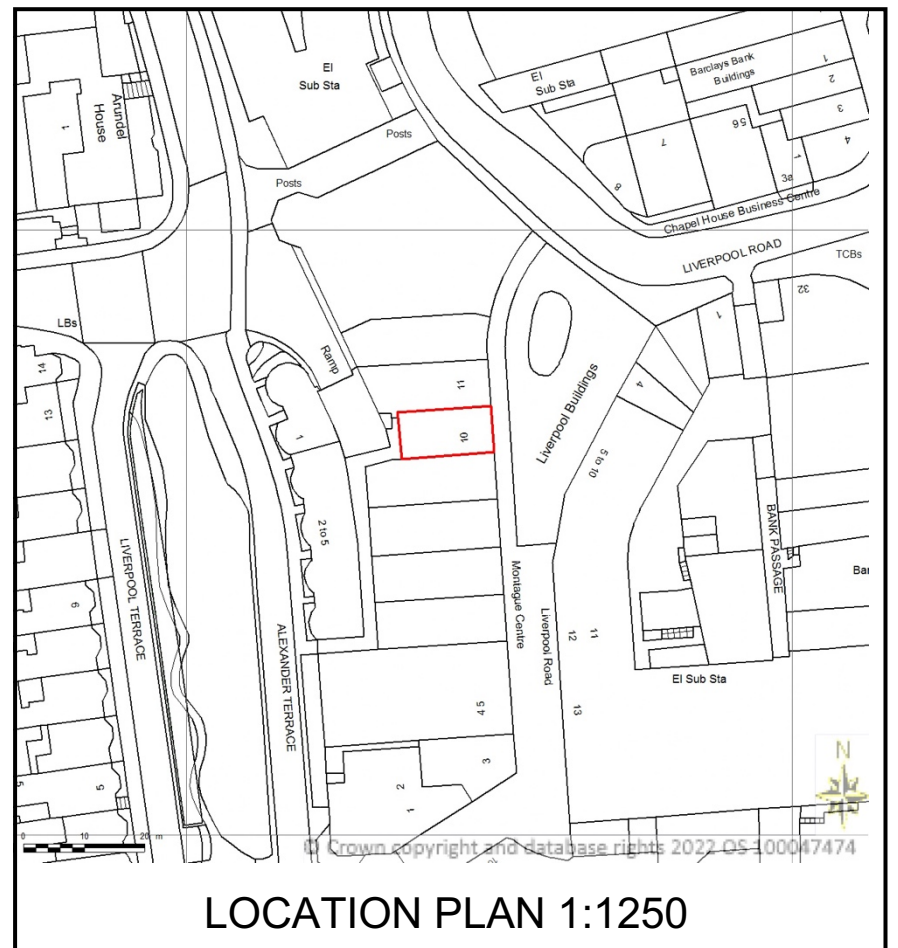 El
Sub Sta
Arundel
House
1
Posts
Posts
El
Sub Sta
Barclays Bank
Buildings
1
2
3
4
7
56
8
1
3a
Chapel House Business Centre
LIVERPOOL ROAD
TCBs
32
1
LBs
14
13
Ramp
11
10
1
2 to 5
Liverpool Buildings
4
5 to 10
BANK PASSAGE
LIVERPOOL TERRACE
9
5
ALEXANDER TERRACE
Montague Centre
Liverpool Road
12
11
13
El Sub Sta
45
3
2
1
N
0 10 20 m
© Crown copyright and database rights 2022 OS 100047474
LOCATION PLAN 1:1250